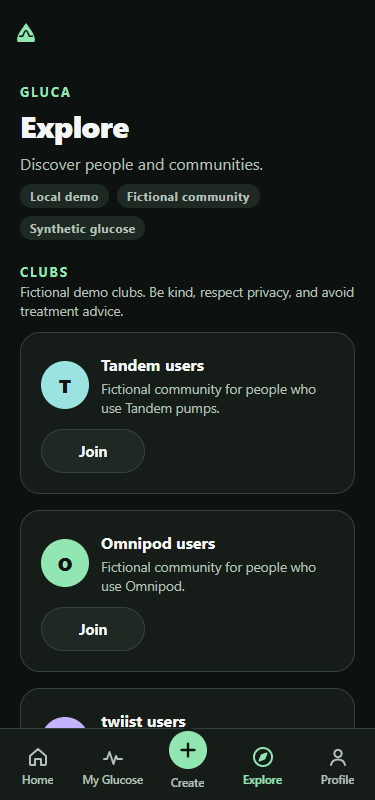 GLUCA
Explore
Discover people and communities.
Local demo
Fictional community
Synthetic glucose
CLUBS
Fictional demo clubs. Be kind, respect privacy, and avoid
treatment advice.
T
Tandem users
Fictional community for people who
use Tandem pumps.
Join
O
Omnipod users
Fictional community for people who
use Omnipod.
Join
twiist users
Home
My Glucose
Create
Explore
Profile